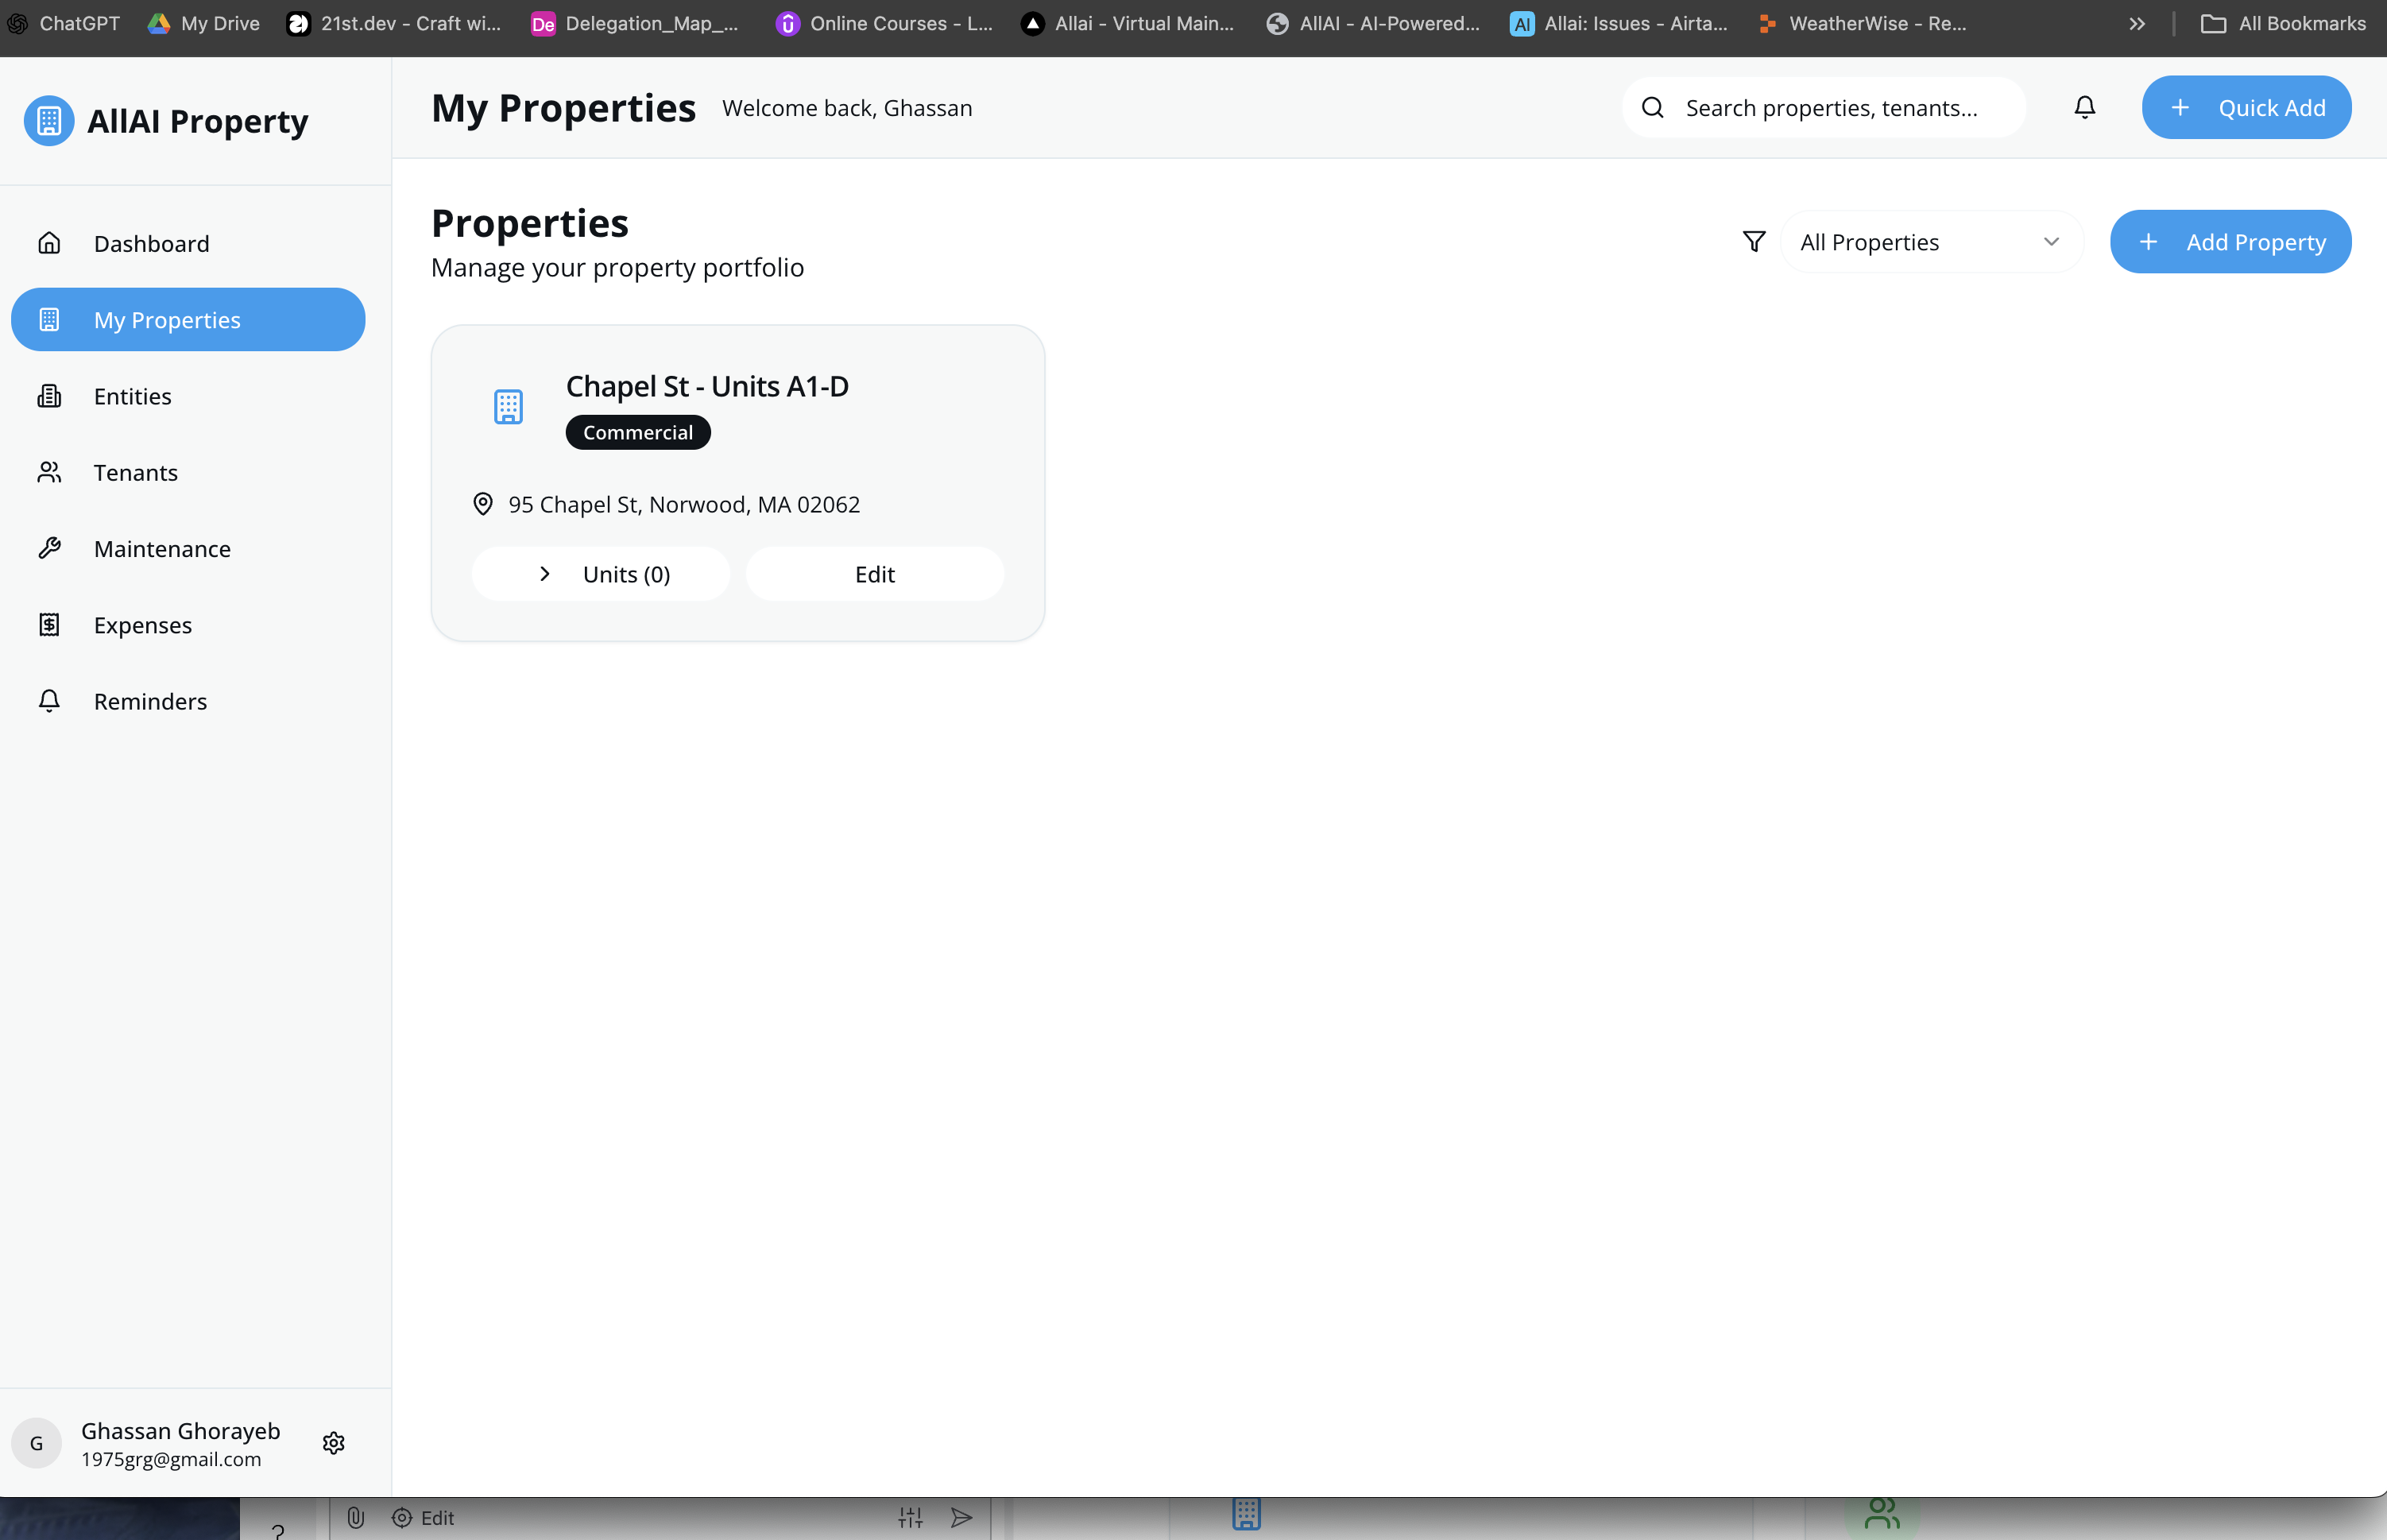 ChatGPT My Drive 21st.dev - Craft wi... De Delegation_Map_-... Online Courses - L... Allai - Virtual Main... AllAI - AI-Powered... AI Allai: Issues - Airta... WeatherWise - Re... All Bookmarks
AllAI Property
Dashboard
My Properties
Entities
Tenants
Maintenance
Expenses
Reminders
G
Ghassan Ghorayeb
1975grg@gmail.com
My Properties Welcome back, Ghassan Search properties, tenants... + Quick Add
Properties
Manage your property portfolio
All Properties + Add Property
Chapel St - Units A1-D
Commercial
95 Chapel St, Norwood, MA 02062
> Units (0) Edit
? Edit